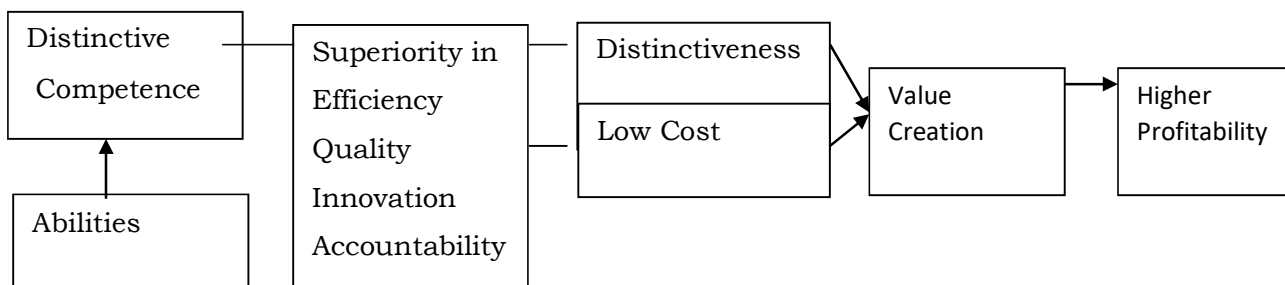 Distinctive
Competence
Abilities
Superiority in
Efficiency
Quality
Innovation
Accountability
Distinctiveness
Low Cost
Value
Creation
Higher
Profitability